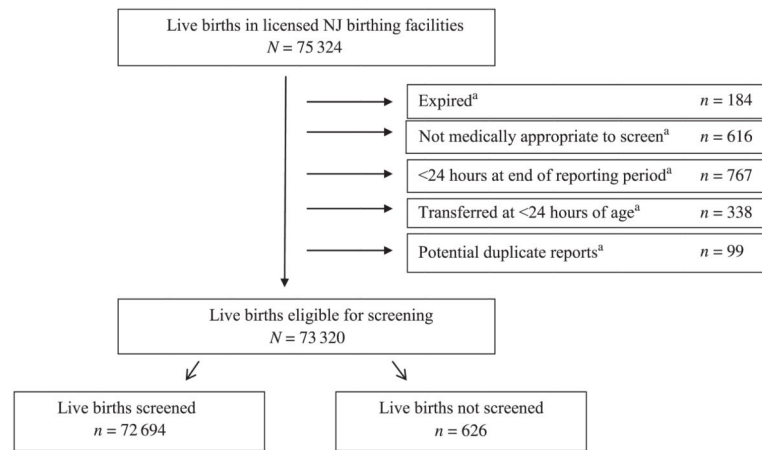 Live births in licensed NJ birthing facilities
N = 75 324
Expiredᵃ n = 184
Not medically appropriate to screenᵃ n = 616
<24 hours at end of reporting periodᵃ n = 767
Transferred at <24 hours of ageᵃ n = 338
Potential duplicate reportsᵃ n = 99
Live births eligible for screening
N = 73 320
Live births screened
n = 72 694
Live births not screened
n = 626